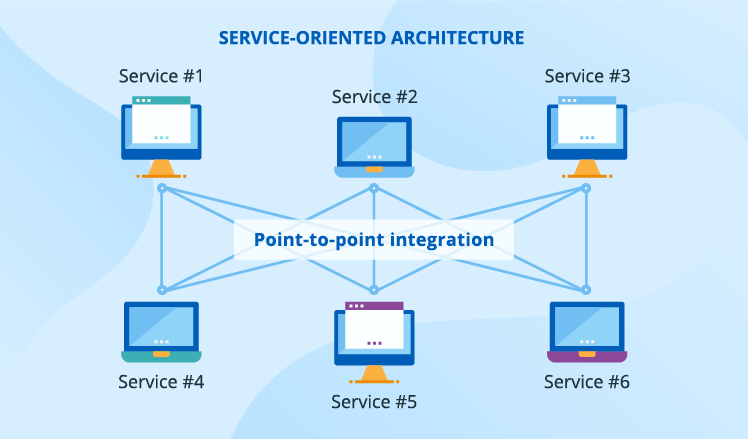 SERVICE-ORIENTED ARCHITECTURE
Service #1
Service #2
Service #3
Point-to-point integration
Service #4
Service #5
Service #6